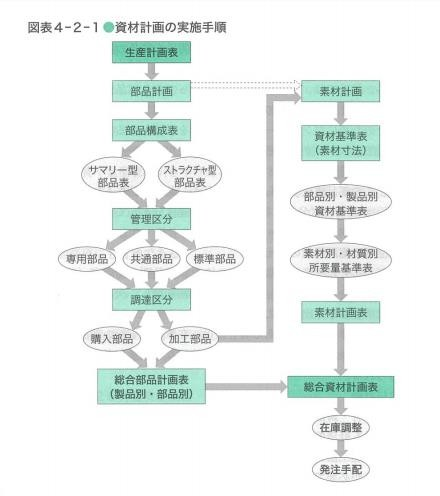 図表4-2-1●資材計画の実施手順
生産計画表
部品計画
部品構成表
サマリー型
部品表
ストラクチャ型
部品表
管理区分
専用部品
共通部品
標準部品
調達区分
購入部品
加工部品
総合部品計画表
（製品別・部品別）
素材計画
資材基準表
（素材寸法）
部品別・製品別
資材基準表
素材別・材質別
所要量基準表
素材計画表
総合資材計画表
在庫調整
発注手配